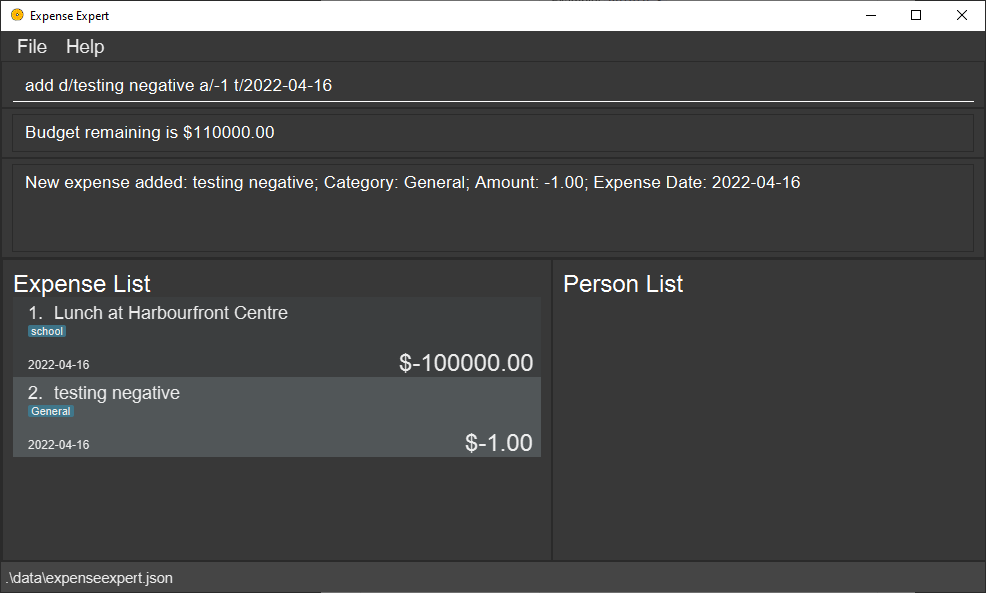 Expense Expert
File Help
add d/testing negative a/-1 t/2022-04-16
Budget remaining is $110000.00
New expense added: testing negative; Category: General; Amount: -1.00; Expense Date: 2022-04-16
Expense List
1. Lunch at Harbourfront Centre
school
2022-04-16 $-100000.00
2. testing negative
General
2022-04-16 $-1.00
Person List
.\data\expenseexpert.json